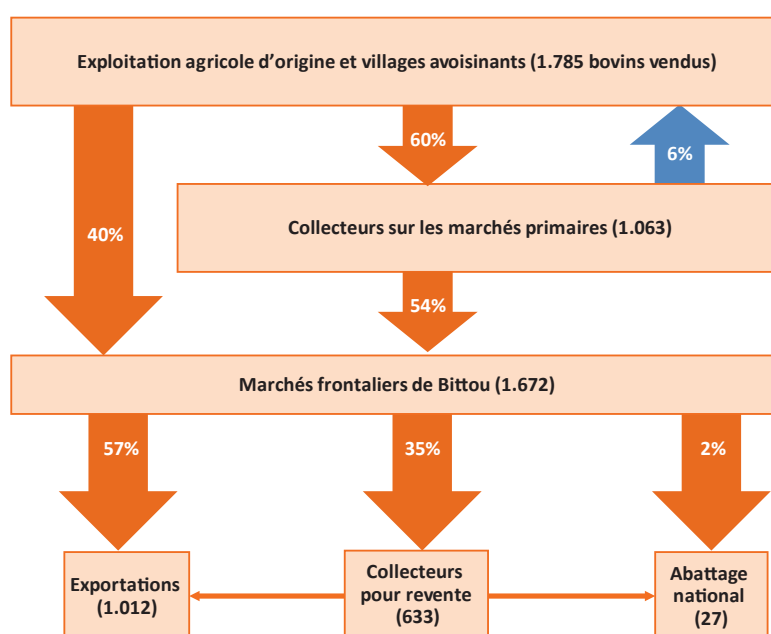 Exploitation agricole d'origine et villages avoisinants (1.785 bovins vendus)
60%
6%
40%
Collecteurs sur les marchés primaires (1.063)
54%
Marchés frontaliers de Bittou (1.672)
57%
35%
2%
Exportations
(1.012)
Collecteurs
pour revente
(633)
Abattage
national
(27)